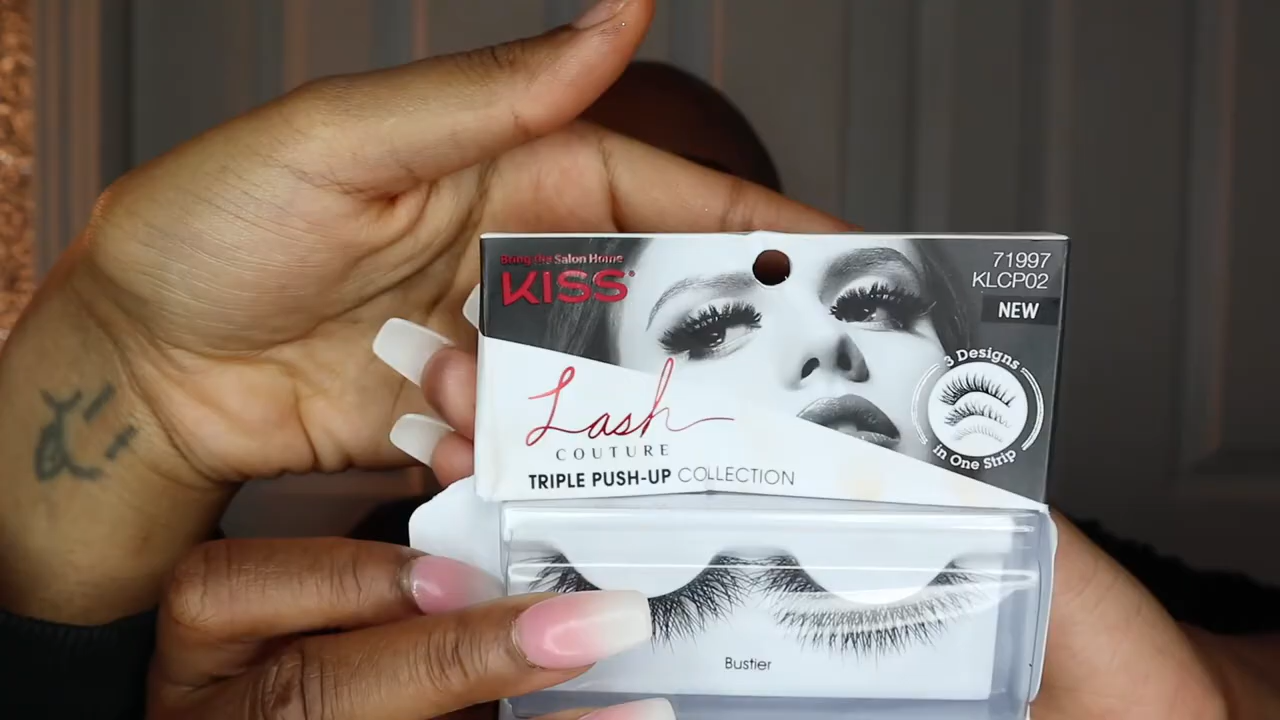 Bring the Salon Home
KISS
71997
KLCP02
NEW
3 Designs
in One Strip
Lash
COUTURE
TRIPLE PUSH-UP COLLECTION
Bustier